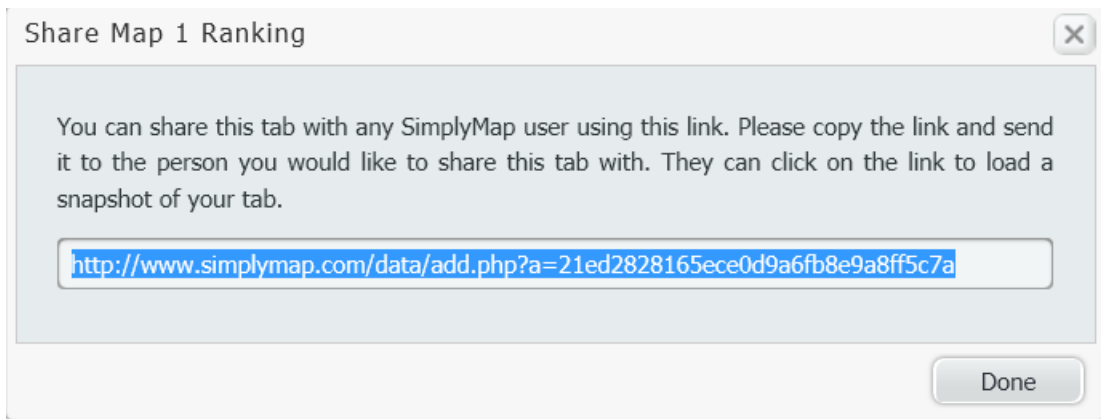 Share Map 1 Ranking
You can share this tab with any SimplyMap user using this link. Please copy the link and send
it to the person you would like to share this tab with. They can click on the link to load a
snapshot of your tab.
http://www.simplymap.com/data/add.php?a=21ed2828165ece0d9a6fb8e9a8ff5c7a
Done